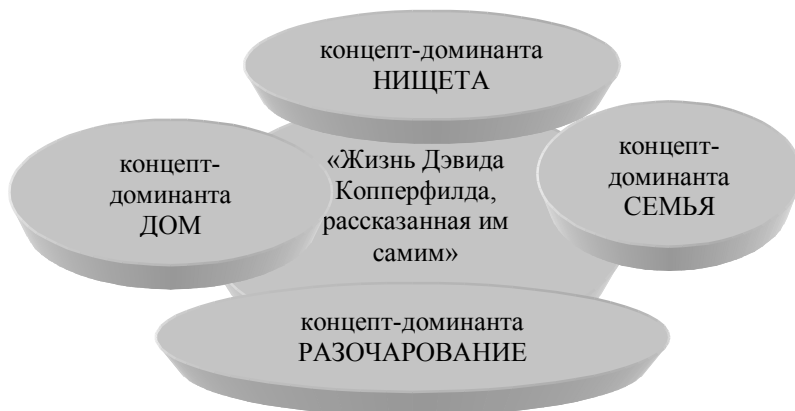 концепт-доминанта
НИЩЕТА
концепт-
доминанта
ДОМ
«Жизнь Дэвида
Копперфилда,
рассказанная им
самим»
концепт-
доминанта
СЕМЬЯ
концепт-доминанта
РАЗОЧАРОВАНИЕ